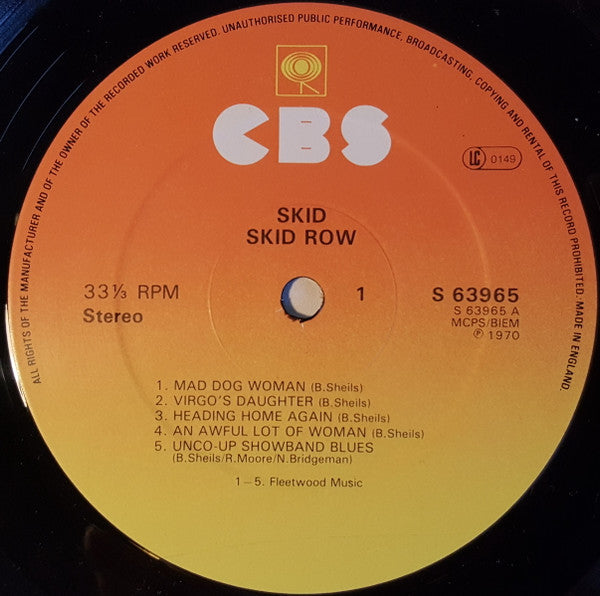 ALL RIGHTS OF THE MANUFACTURER AND OF THE OWNER OF THE RECORDED WORK RESERVED. UNAUTHORISED PUBLIC PERFORMANCE, BROADCASTING, COPYING AND RENTAL OF THIS RECORD PROHIBITED. MADE IN ENGLAND.
CBS
LC 0149
SKID
SKID ROW
33⅓ RPM
Stereo
1
S 63965
S 63965 A
MCPS/BIEM
℗ 1970
1. MAD DOG WOMAN (B.Sheils)
2. VIRGO'S DAUGHTER (B.Sheils)
3. HEADING HOME AGAIN (B.Sheils)
4. AN AWFUL LOT OF WOMAN (B.Sheils)
5. UNCO-UP SHOWBAND BLUES
(B.Sheils/R.Moore/N.Bridgeman)
1–5. Fleetwood Music